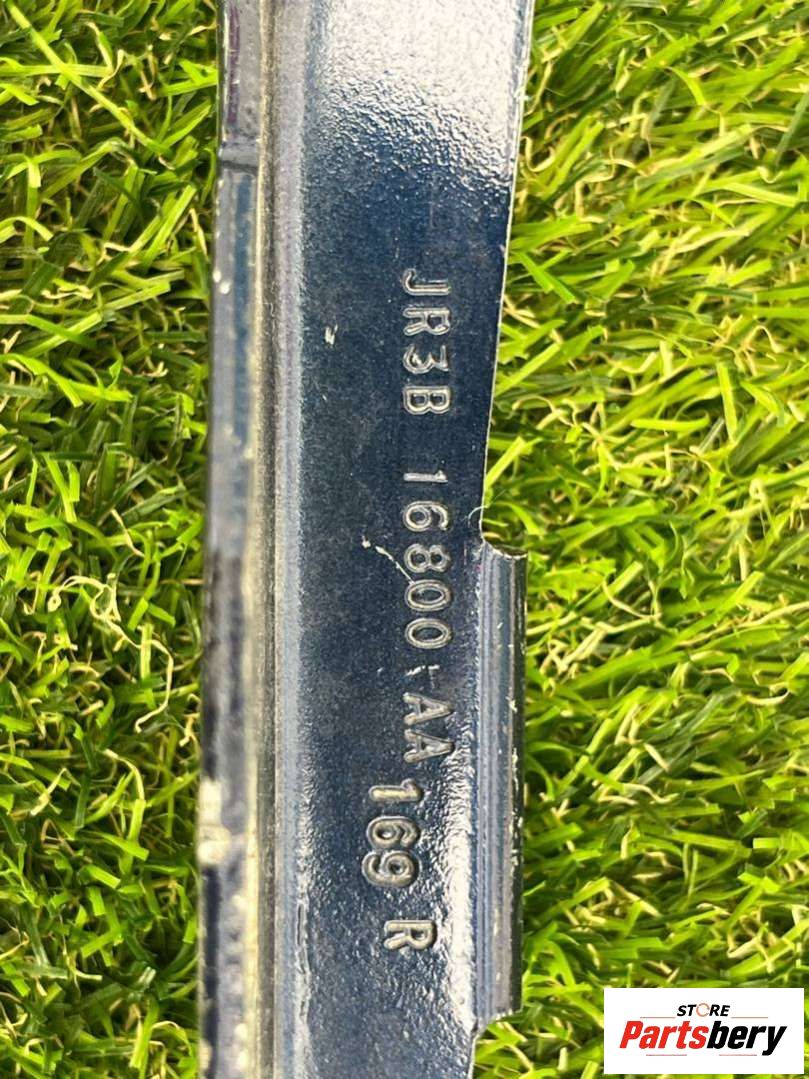 JR3B 16800-AA
169 R
STORE
Partsbery